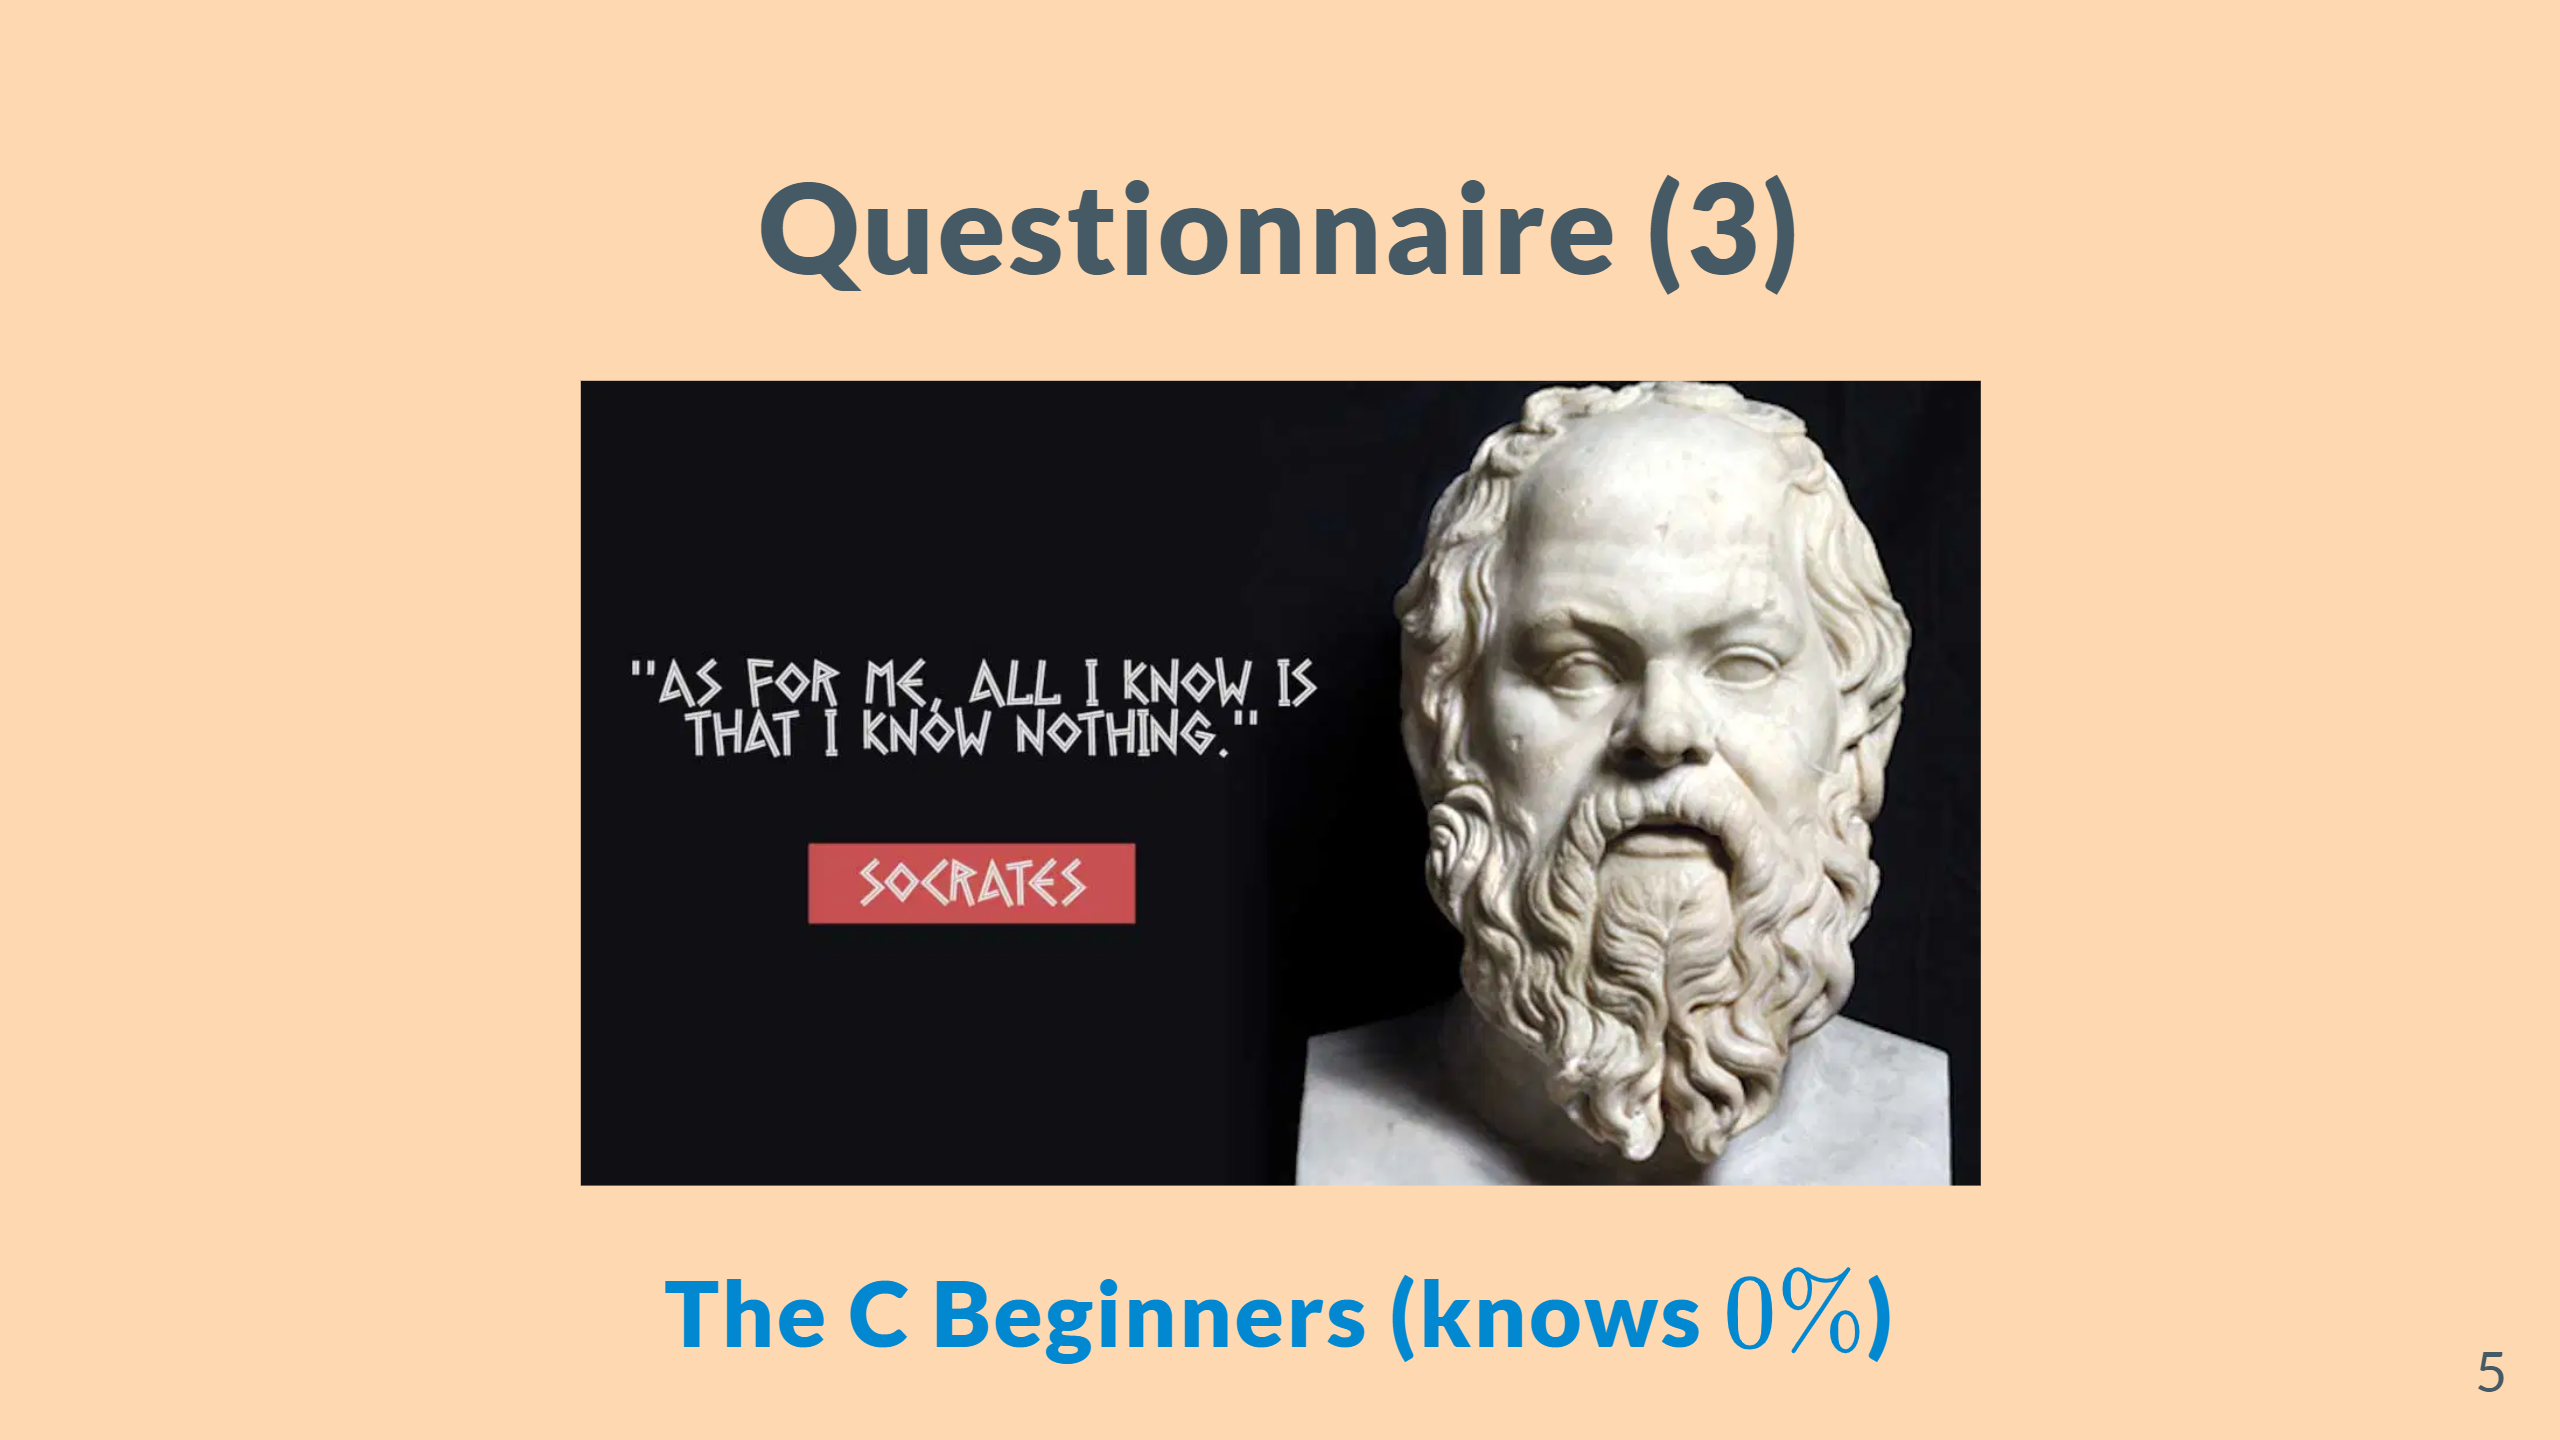 Questionnaire (3)
"AS FOR ME, ALL I KNOW IS
THAT I KNOW NOTHING."
SOCRATES
The C Beginners (knows 0%)
5